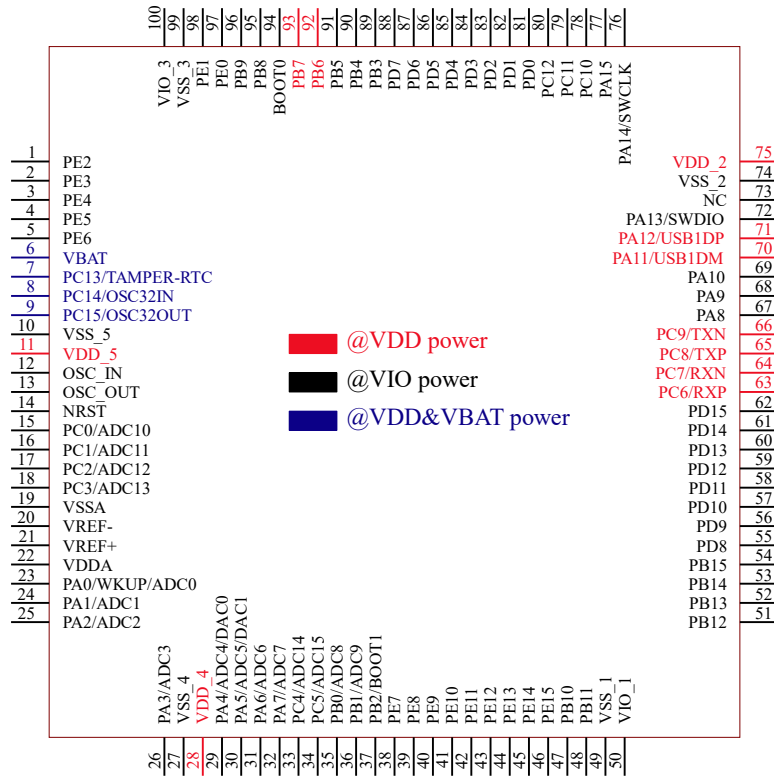 100 99 98 97 96 95 94 93 92 91 90 89 88 87 86 85 84 83 82 81 80 79 78 77 76
VIO_3 VSS_3 PE1 PE0 PB9 PB8 BOOT0 PB7 PB6 PB5 PB4 PB3 PD7 PD6 PD5 PD4 PD3 PD2 PD1 PD0 PC12 PC11 PC10 PA15 PA14/SWCLK
1 PE2 VDD_2 75
2 PE3 VSS_2 74
3 PE4 NC 73
4 PE5 PA13/SWDIO 72
5 PE6 PA12/USB1DP 71
6 VBAT PA11/USB1DM 70
7 PC13/TAMPER-RTC PA10 69
8 PC14/OSC32IN PA9 68
9 PC15/OSC32OUT PA8 67
10 VSS_5 PC9/TXN 66
11 VDD_5 @VDD power PC8/TXP 65
12 OSC_IN PC7/RXN 64
13 OSC_OUT @VIO power PC6/RXP 63
14 NRST PD15 62
15 PC0/ADC10 @VDD&VBAT power PD14 61
16 PC1/ADC11 PD13 60
17 PC2/ADC12 PD12 59
18 PC3/ADC13 PD11 58
19 VSSA PD10 57
20 VREF- PD9 56
21 VREF+ PD8 55
22 VDDA PB15 54
23 PA0/WKUP/ADC0 PB14 53
24 PA1/ADC1 PB13 52
25 PA2/ADC2 PB12 51
PA3/ADC3 VSS_4 VDD_4 PA4/ADC4/DAC0 PA5/ADC5/DAC1 PA6/ADC6 PA7/ADC7 PC4/ADC14 PC5/ADC15 PB0/ADC8 PB1/ADC9 PB2/BOOT1 PE7 PE8 PE9 PE10 PE11 PE12 PE13 PE14 PE15 PB10 PB11 VSS_1 VIO_1
26 27 28 29 30 31 32 33 34 35 36 37 38 39 40 41 42 43 44 45 46 47 48 49 50